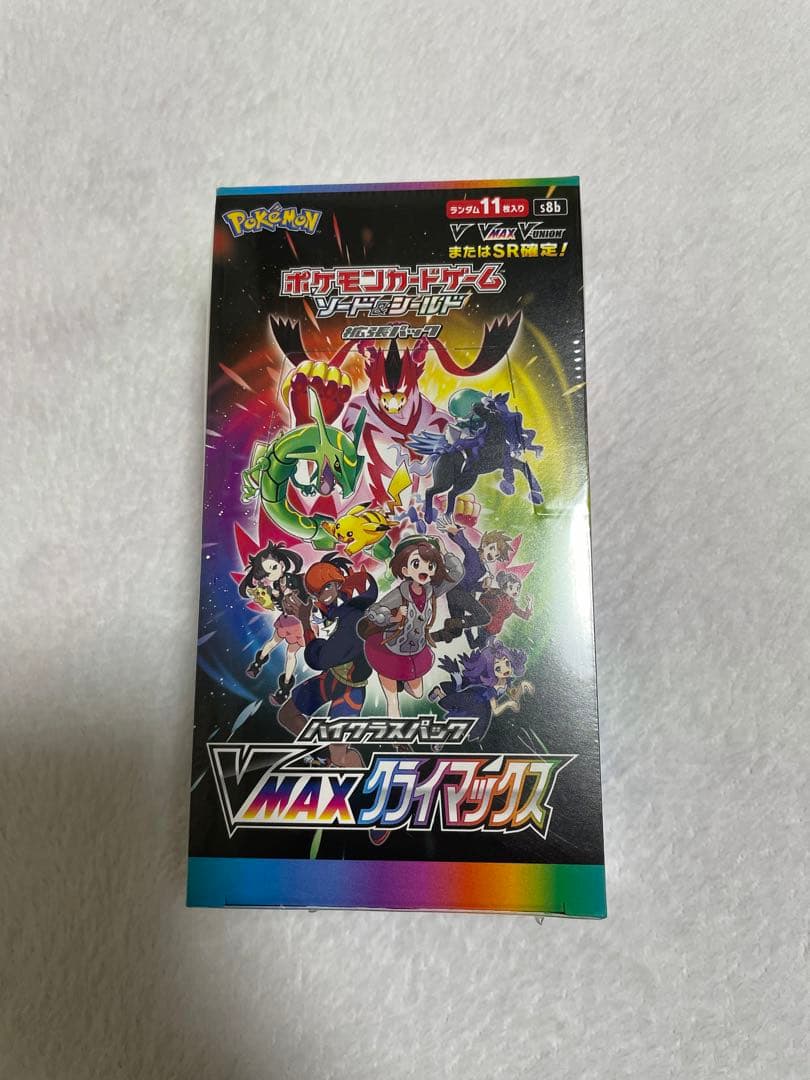 POKéMON
ランダム11枚入り s8b
V VMAX V-UNION
またはSR確定!
ポケモンカードゲーム
ソード&シールド
拡張パック
ハイクラスパック
VMAXクライマックス